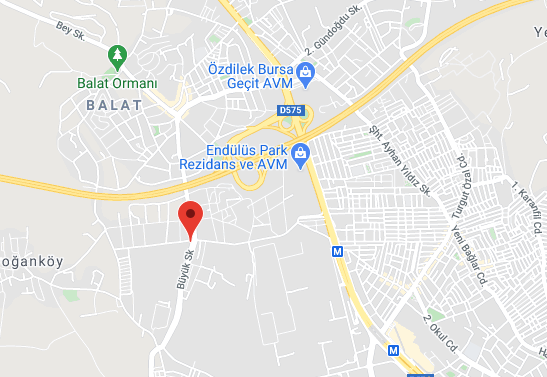 Bey Sk.
2. Gündoğdu Sk.
Ye
Balat Ormanı
BALAT
Özdilek Bursa
Geçit AVM
D575
Endülüs Park
Rezidans ve AVM
Şht. Ayhan Yıldız Sk.
Turgut Özal Cd
1. Karanfil Cd.
Yeni Bağlar Cd.
oğanköy
Büyük Sk
M
2. Okul Cd.
M